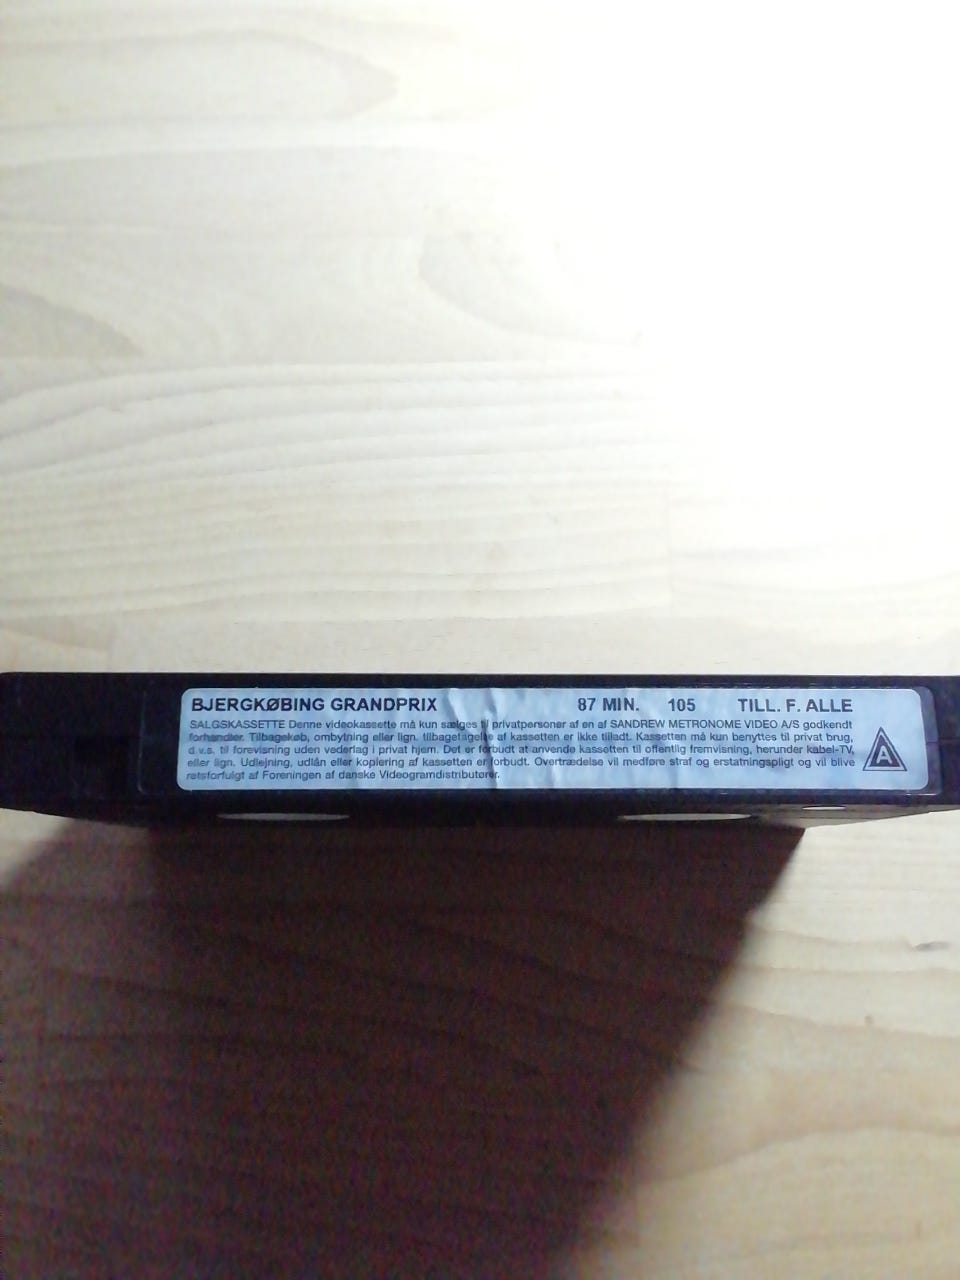 BJERGKØBING GRANDPRIX 87 MIN. 105 TILL. F. ALLE
SALGSKASSETTE Denne videokassette må kun sælges til privatpersoner af en af SANDREW METRONOME VIDEO A/S godkendt
forhandler. Tilbagekøb, ombytning eller lign. tilbagetagelse af kassetten er ikke tilladt. Kassetten må kun benyttes til privat brug,
d.v.s. til forevisning uden vederlag i privat hjem. Det er forbudt at anvende kassetten til offentlig fremvisning, herunder kabel-TV,
eller lign. Udlejning, udlån eller kopiering af kassetten er forbudt. Overtrædelse vil medføre straf og erstatningspligt og vil blive
retsforfulgt af Foreningen af danske Videogramdistributører.
A